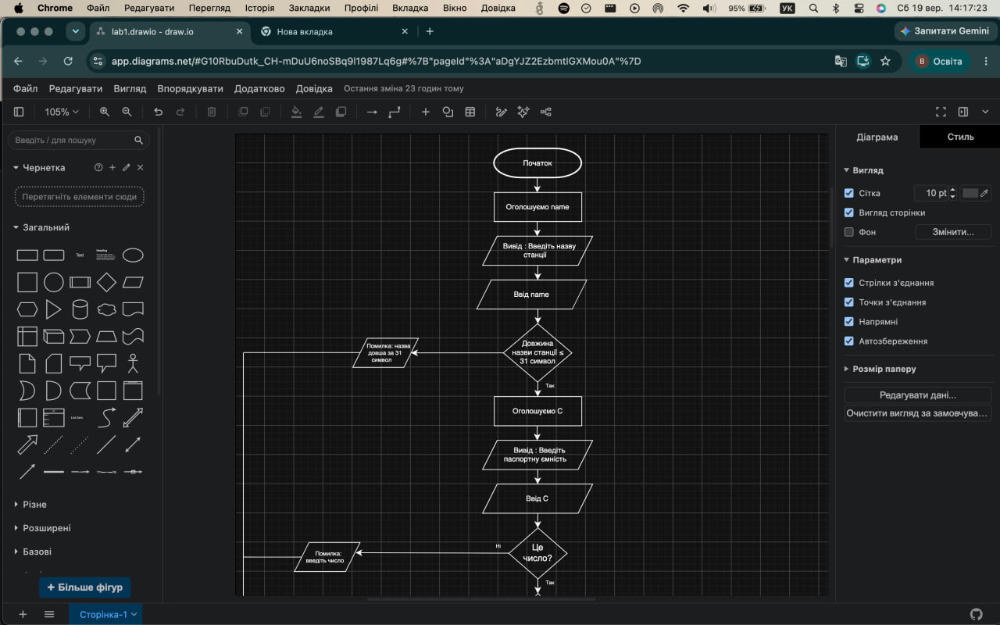 Chrome Файл Редагувати Перегляд Історія Закладки Профілі Вкладка Вікно Довідка 95% УК Сб 19 вер. 14:17:23
lab1.drawio - draw.io Нова вкладка Запитати Gemini
app.diagrams.net/#G10RbuDutk_CH-mDuU6noSBq9l1987Lq6g#%7B"pageId"%3A"aDgYJZ2EzbmtlGXMou0A"%7D В Освіта
Файл Редагувати Вигляд Впорядкувати Додатково Довідка Остання зміна 23 годин тому
105%
Введіть / для пошуку
Чернетка
Перетягніть елементи сюди
Загальний
Text
Heading
List Item
Різне
Розширені
Базові
+ Більше фігур
Сторінка-1
Початок
Оголошуємо name
Вивід : Введіть назву
станції
Ввід name
Довжина
назви станції ≤
31 символ
Помилка: назва
довша за 31
символ
Так
Оголошуємо C
Вивід : Введіть
паспортну ємність
Ввід C
Це
число?
Ні
Помилка:
введіть число
Так
Діаграма Стиль
Вигляд
Сітка 10 pt
Вигляд сторінки
Фон Змінити...
Параметри
Стрілки з'єднання
Точки з'єднання
Напрямні
Автозбереження
Розмір паперу
Редагувати дані...
Очистити вигляд за замовчува...